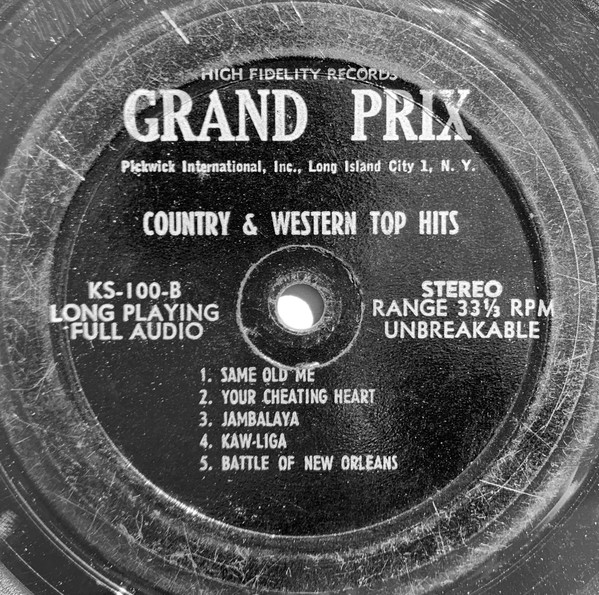 HIGH FIDELITY RECORDS
GRAND PRIX
Pickwick International, Inc., Long Island City 1, N. Y.
COUNTRY & WESTERN TOP HITS
KS-100-B
LONG PLAYING
FULL AUDIO
STEREO
RANGE 33⅓ RPM
UNBREAKABLE
1. SAME OLD ME
2. YOUR CHEATING HEART
3. JAMBALAYA
4. KAW-LIGA
5. BATTLE OF NEW ORLEANS